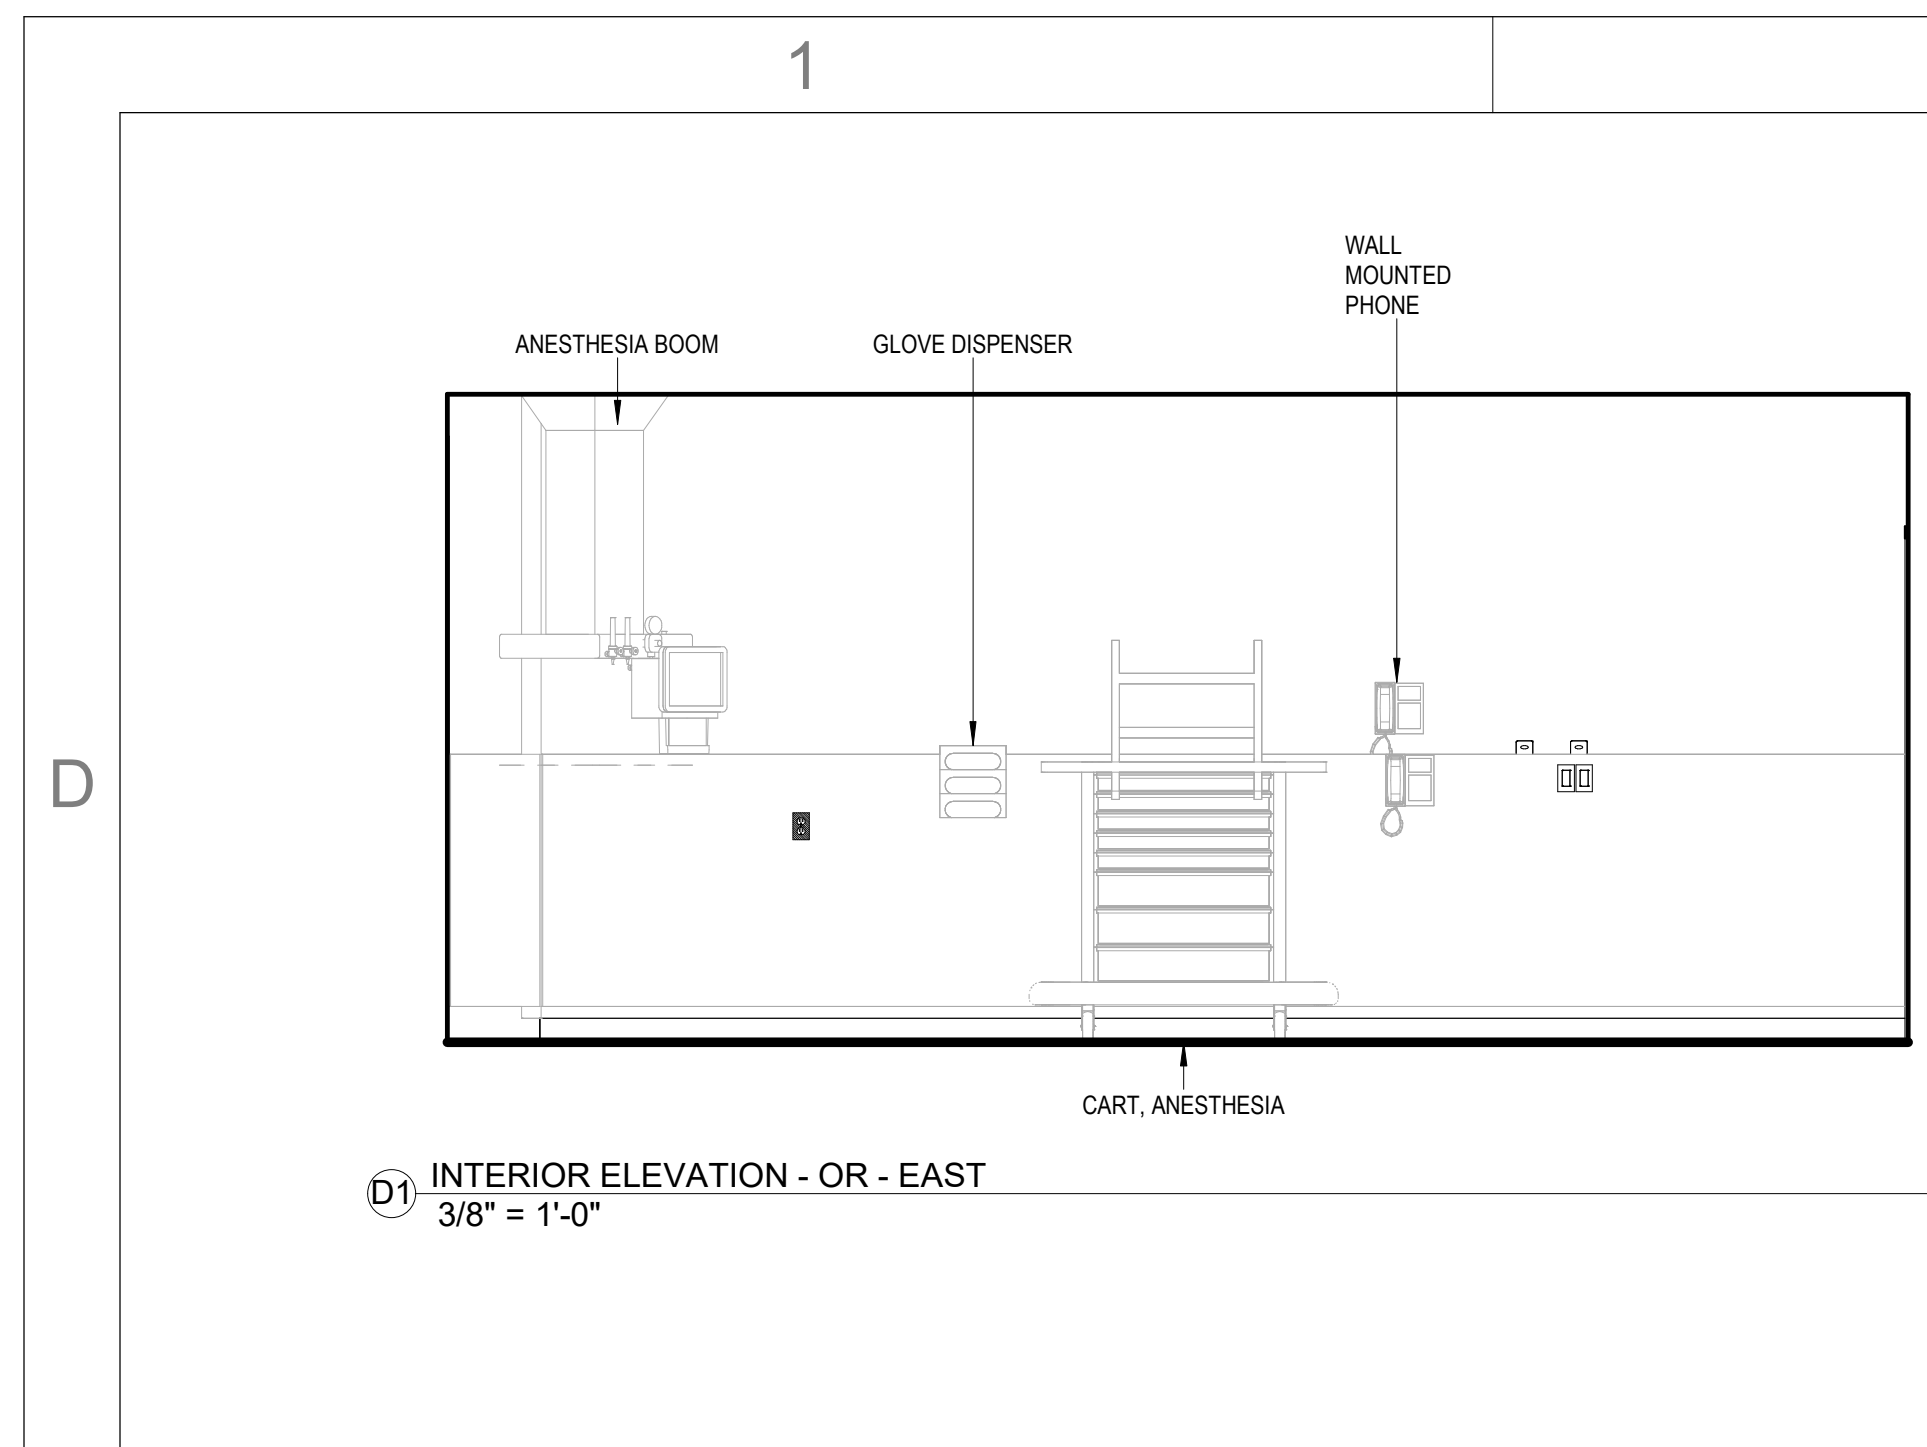 1
WALL
MOUNTED
PHONE
ANESTHESIA BOOM
GLOVE DISPENSER
D
CART, ANESTHESIA
D1
INTERIOR ELEVATION - OR - EAST
3/8" = 1'-0"